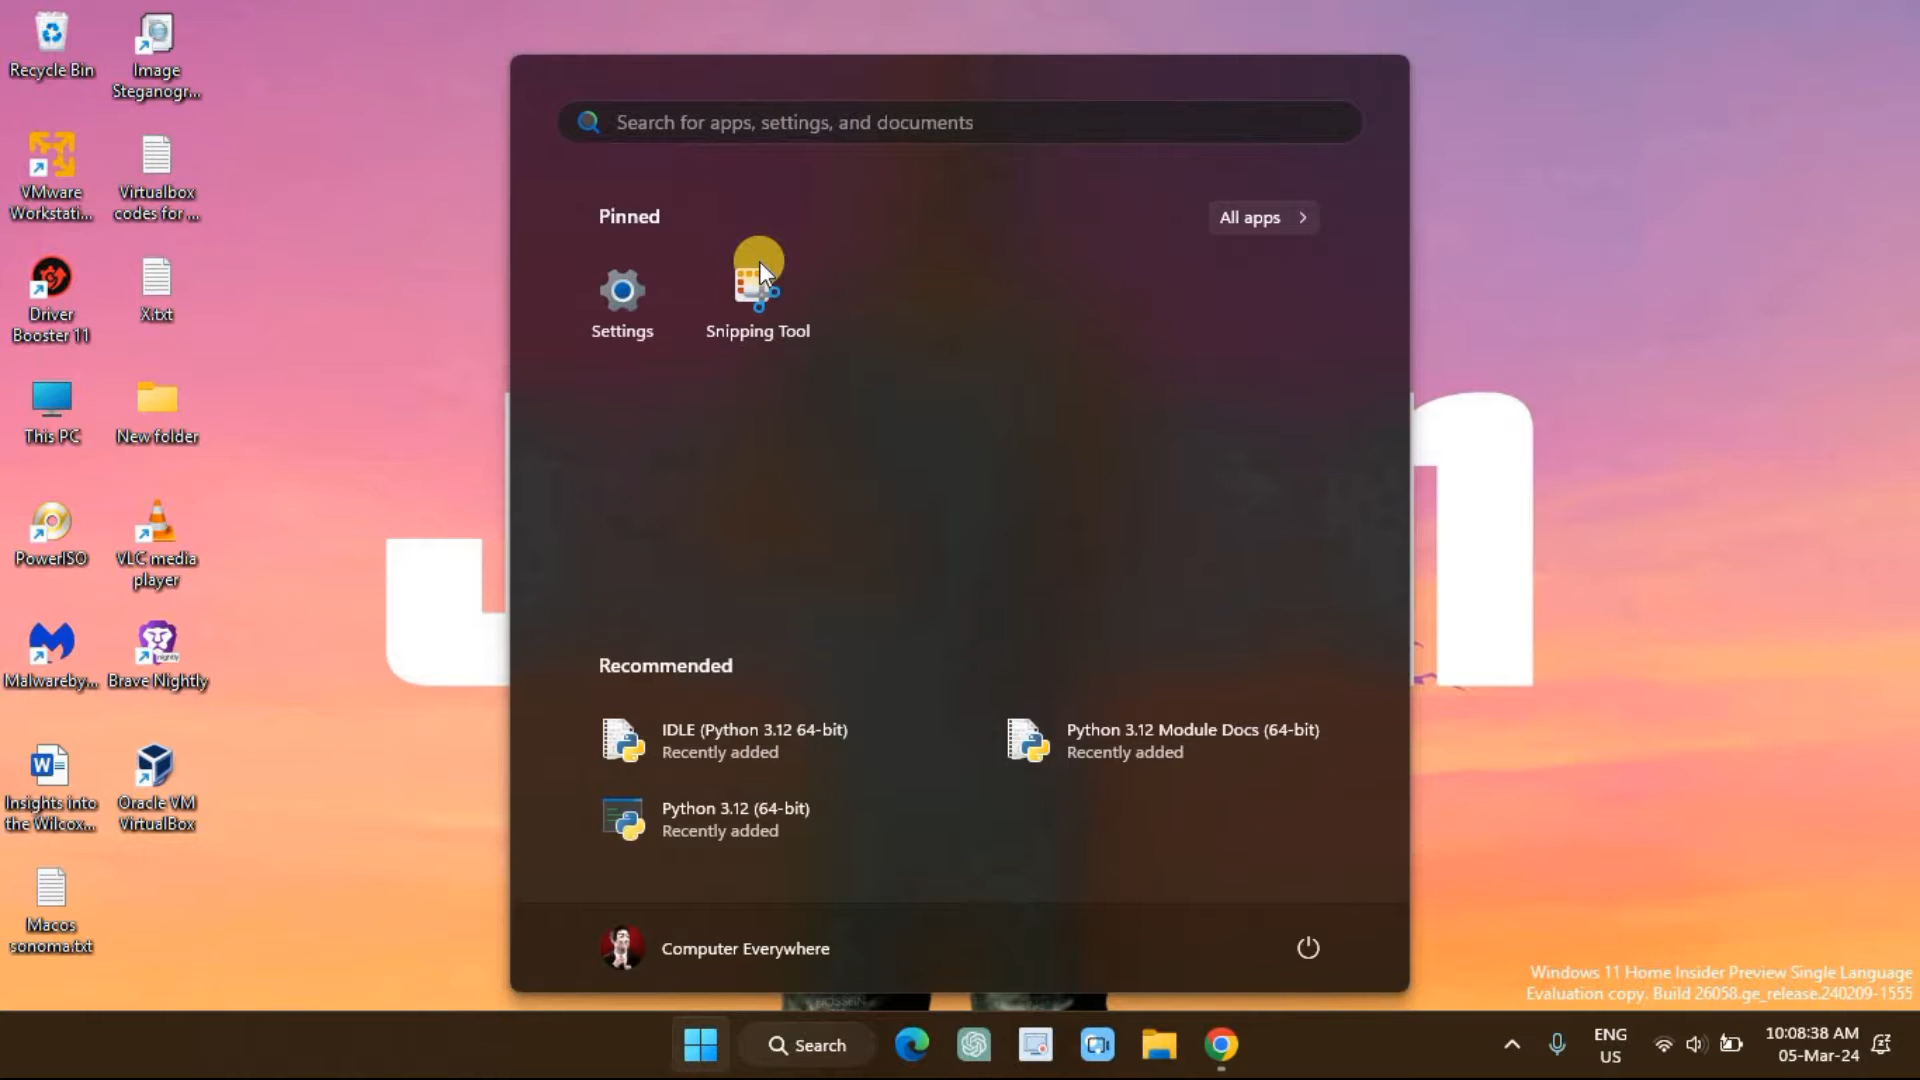 Recycle Bin
Image
Steganogr...
VMware
Workstati...
Virtualbox
codes for ...
Driver
Booster 11
X.txt
This PC
New folder
PowerISO
VLC media
player
Malwareby...
Brave Nightly
Insights into
the Wilcox...
Oracle VM
VirtualBox
Macos
sonoma.txt
Search for apps, settings, and documents
Pinned
All apps
Settings
Snipping Tool
Recommended
IDLE (Python 3.12 64-bit)
Recently added
Python 3.12 Module Docs (64-bit)
Recently added
Python 3.12 (64-bit)
Recently added
Computer Everywhere
Windows 11 Home Insider Preview Single Language
Evaluation copy. Build 26058.ge_release.240209-1555
Search
ENG
US
10:08:38 AM
05-Mar-24